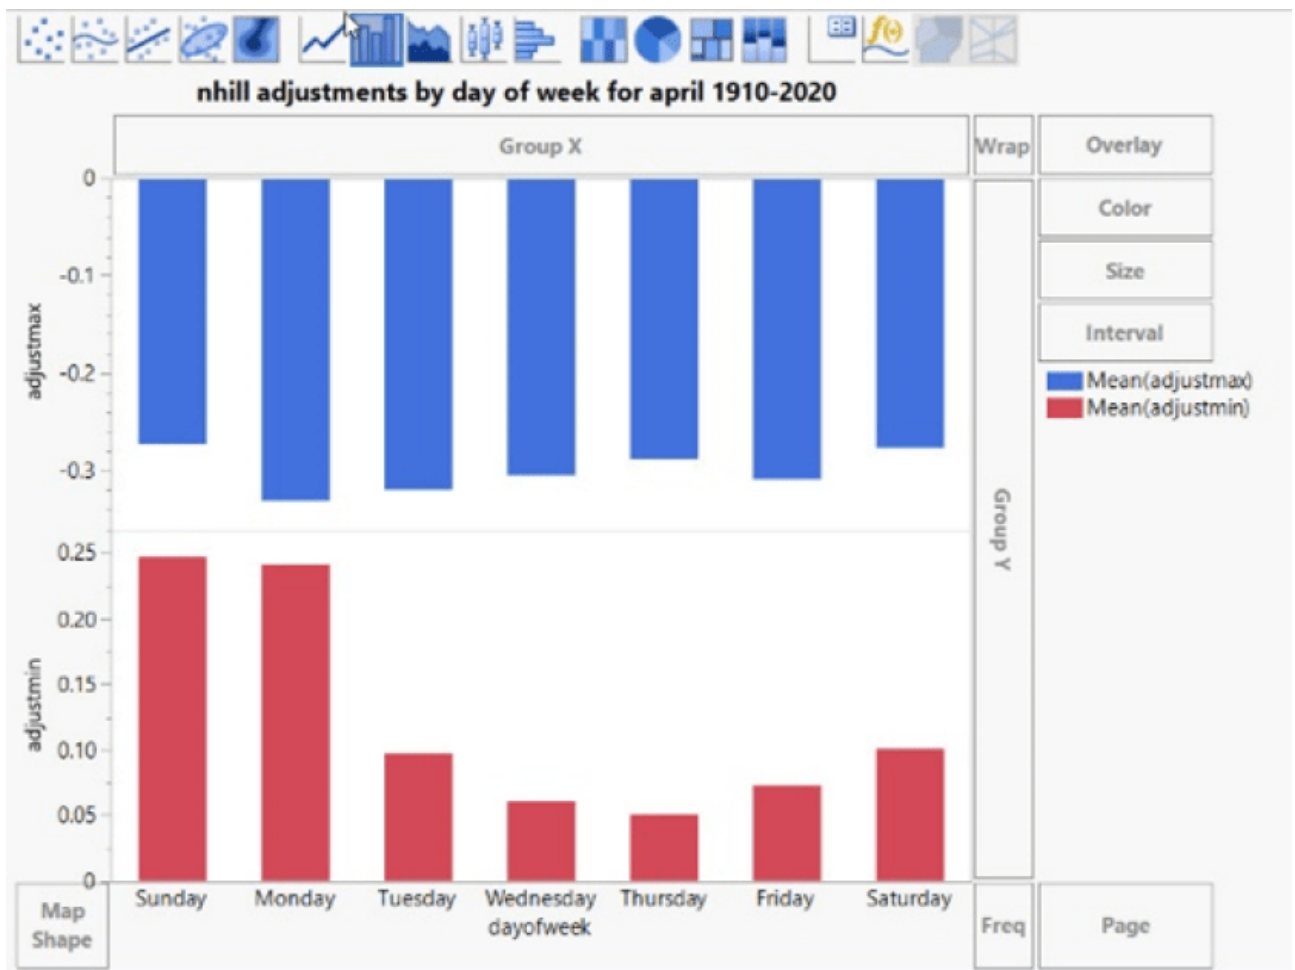 nhill adjustments by day of week for april 1910-2020
Group X
Wrap
Overlay
Color
Size
Interval
Mean(adjustmax)
Mean(adjustmin)
0
-0.1
-0.2
-0.3
adjustmax
0.25
0.20
0.15
0.10
0.05
0
adjustmin
Group Y
Sunday Monday Tuesday Wednesday Thursday Friday Saturday
dayofweek
Map
Shape
Freq
Page